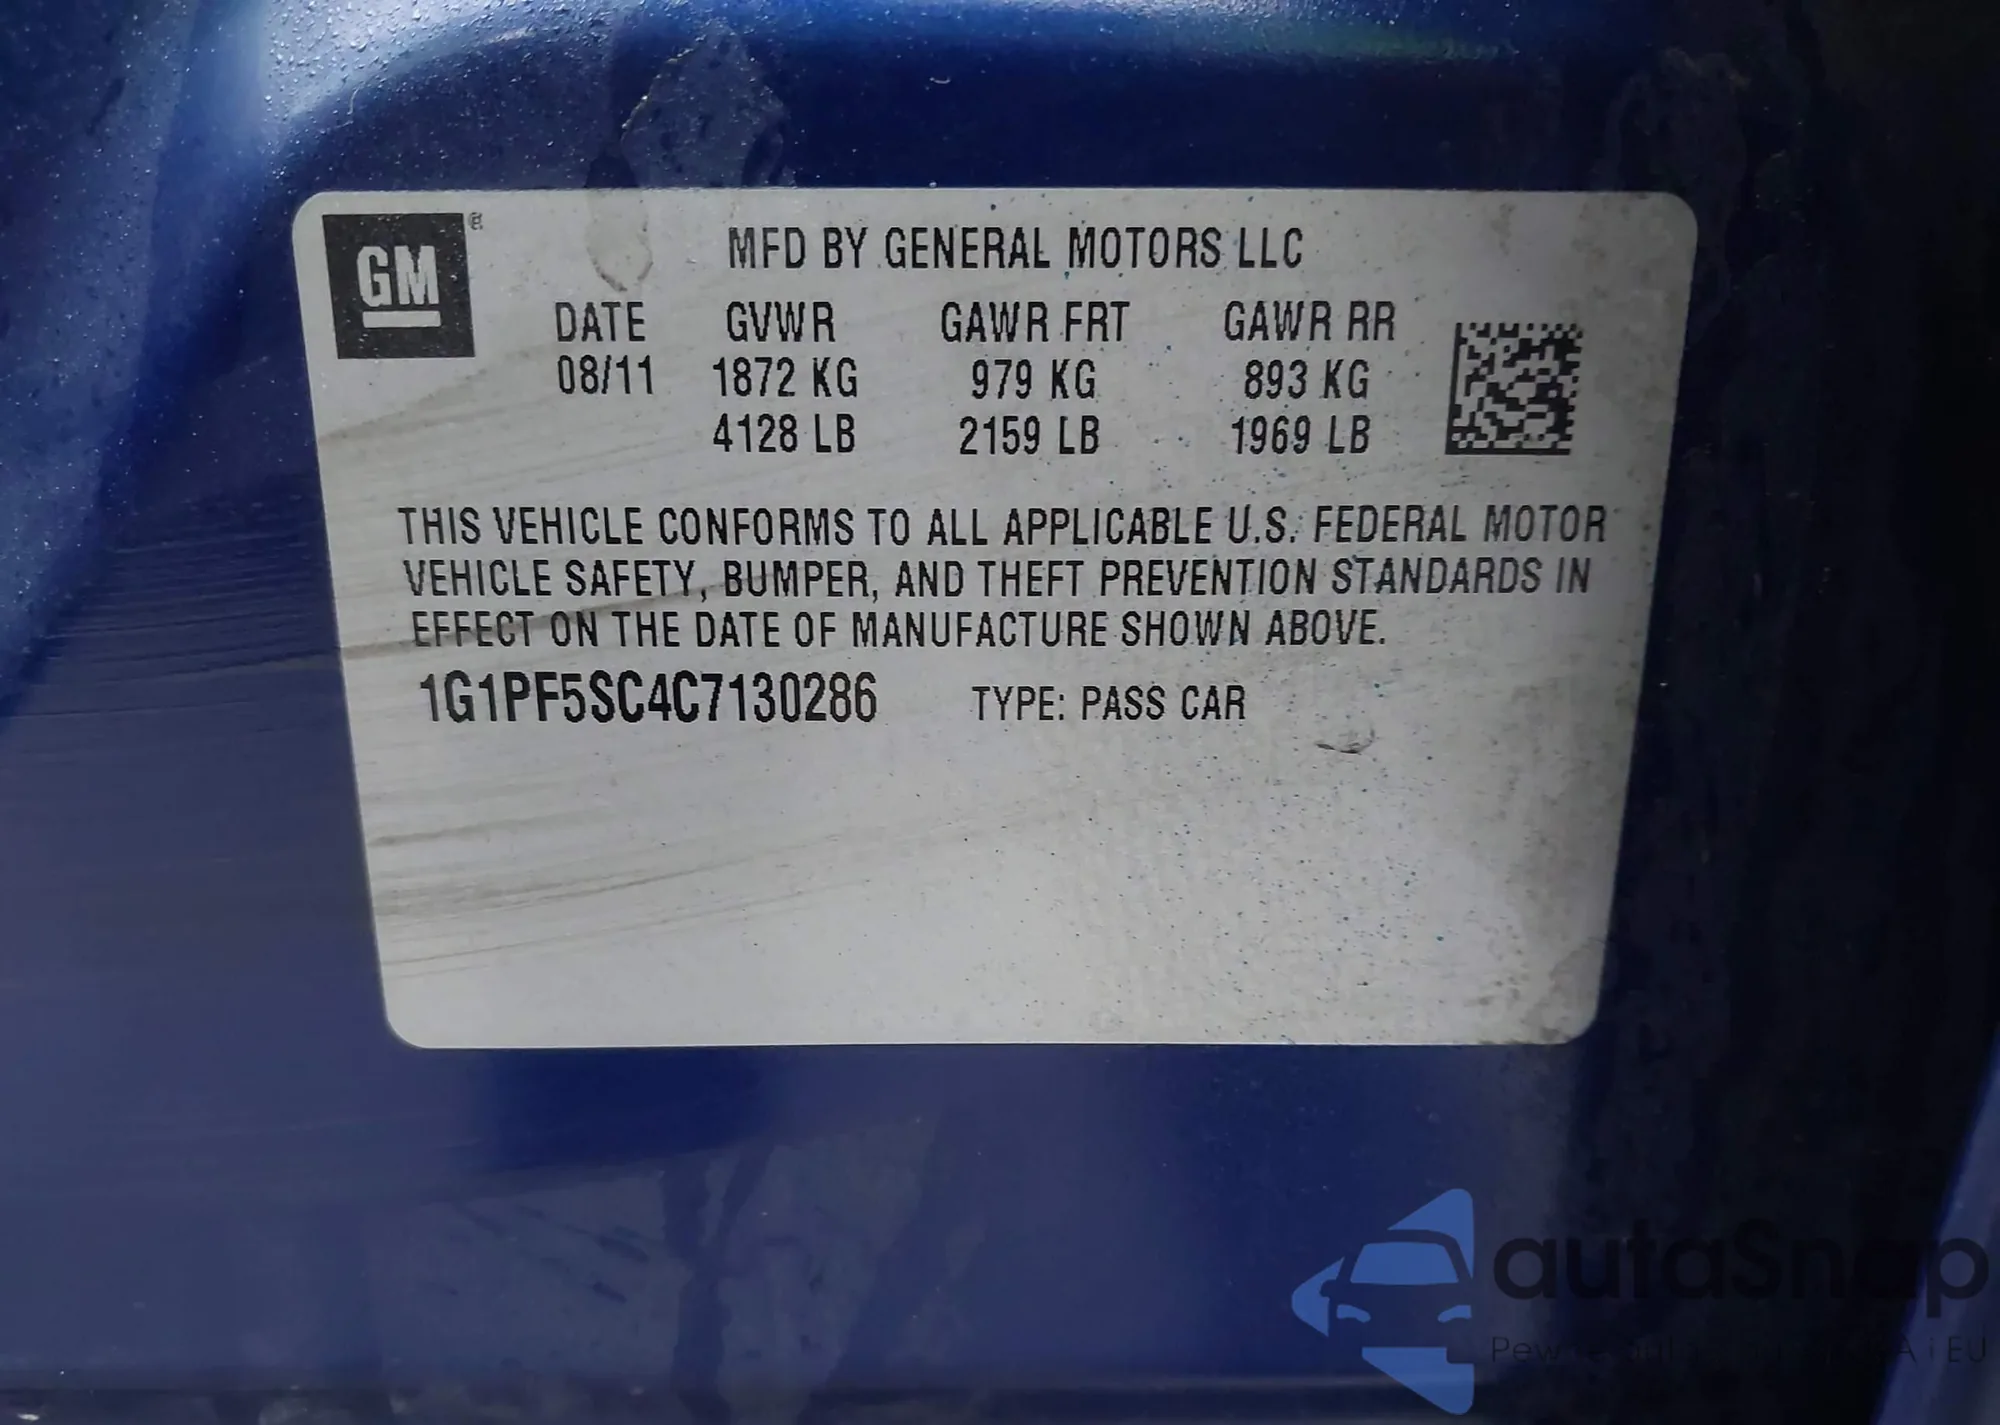 GM ®
MFD BY GENERAL MOTORS LLC
DATE GVWR GAWR FRT GAWR RR
08/11 1872 KG 979 KG 893 KG
4128 LB 2159 LB 1969 LB
THIS VEHICLE CONFORMS TO ALL APPLICABLE U.S. FEDERAL MOTOR
VEHICLE SAFETY, BUMPER, AND THEFT PREVENTION STANDARDS IN
EFFECT ON THE DATE OF MANUFACTURE SHOWN ABOVE.
1G1PF5SC4C7130286 TYPE: PASS CAR
autaSnap
i EU